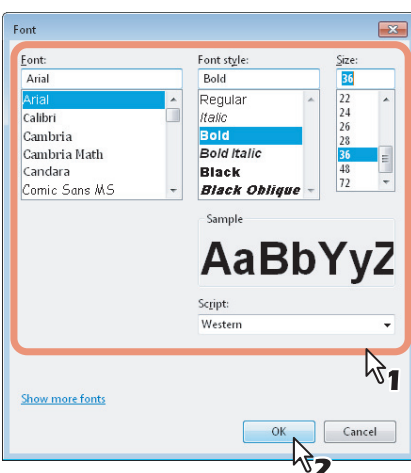 Font
Font: Font style: Size:
Arial Bold 36
Arial Regular 22
Calibri Italic 24
Cambria Bold 26
Cambria Math Bold Italic 28
Candara Black 36
Comic Sans MS Black Oblique 48
72
Sample
AaBbYyZ
Script:
Western
1
Show more fonts
OK Cancel
2